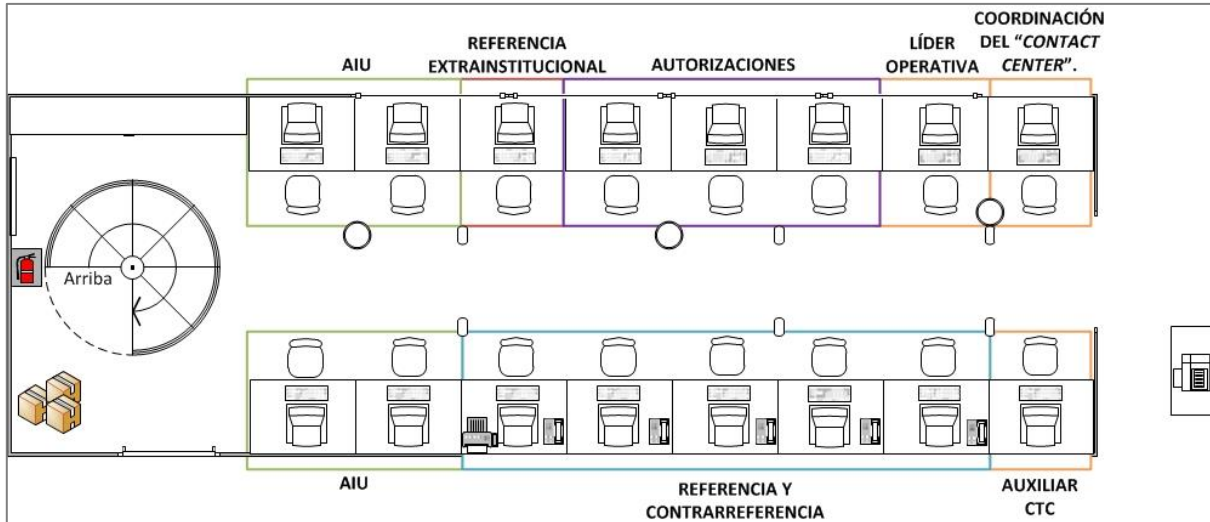 COORDINACIÓN
DEL “CONTACT
CENTER”.
REFERENCIA
EXTRAINSTITUCIONAL
LÍDER
OPERATIVA
AIU
AUTORIZACIONES
Arriba
AIU
REFERENCIA Y
CONTRARREFERENCIA
AUXILIAR
CTC